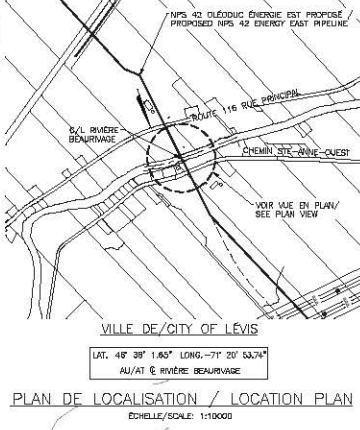 NPS 42 OLÉODUC ÉNERGIE EST PROPOSÉ /
PROPOSED NPS 42 ENERGY EAST PIPELINE
ROUTE 116 RUE PRINCIPAL
C/L RIVIÈRE
BEAURIVAGE
CHEMIN STE-ANNE-OUEST
VOIR VUE EN PLAN/
SEE PLAN VIEW
VILLE DE/CITY OF LÉVIS
LAT. 46° 38' 1.65" LONG.-71° 20' 53.74"
AU/AT ℄ RIVIÈRE BEAURIVAGE
PLAN DE LOCALISATION / LOCATION PLAN
ÉCHELLE/SCALE: 1:10000